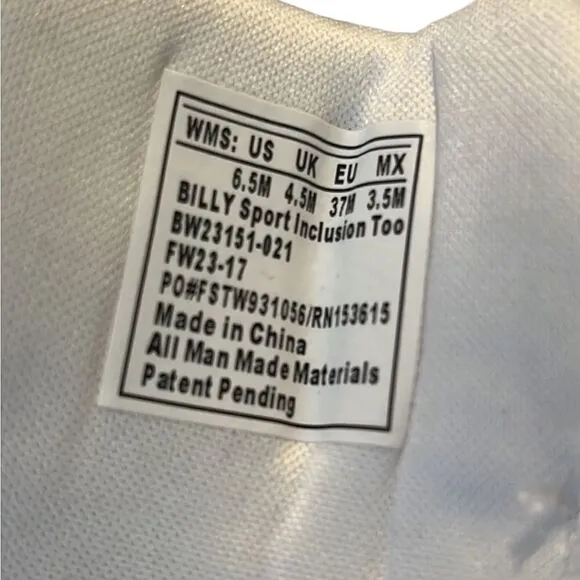 WMS: US UK EU MX
6.5M 4.5M 37M 3.5M
BILLY Sport Inclusion Too
BW23151-021
FW23-17
PO#FSTW931056/RN153615
Made in China
All Man Made Materials
Patent Pending